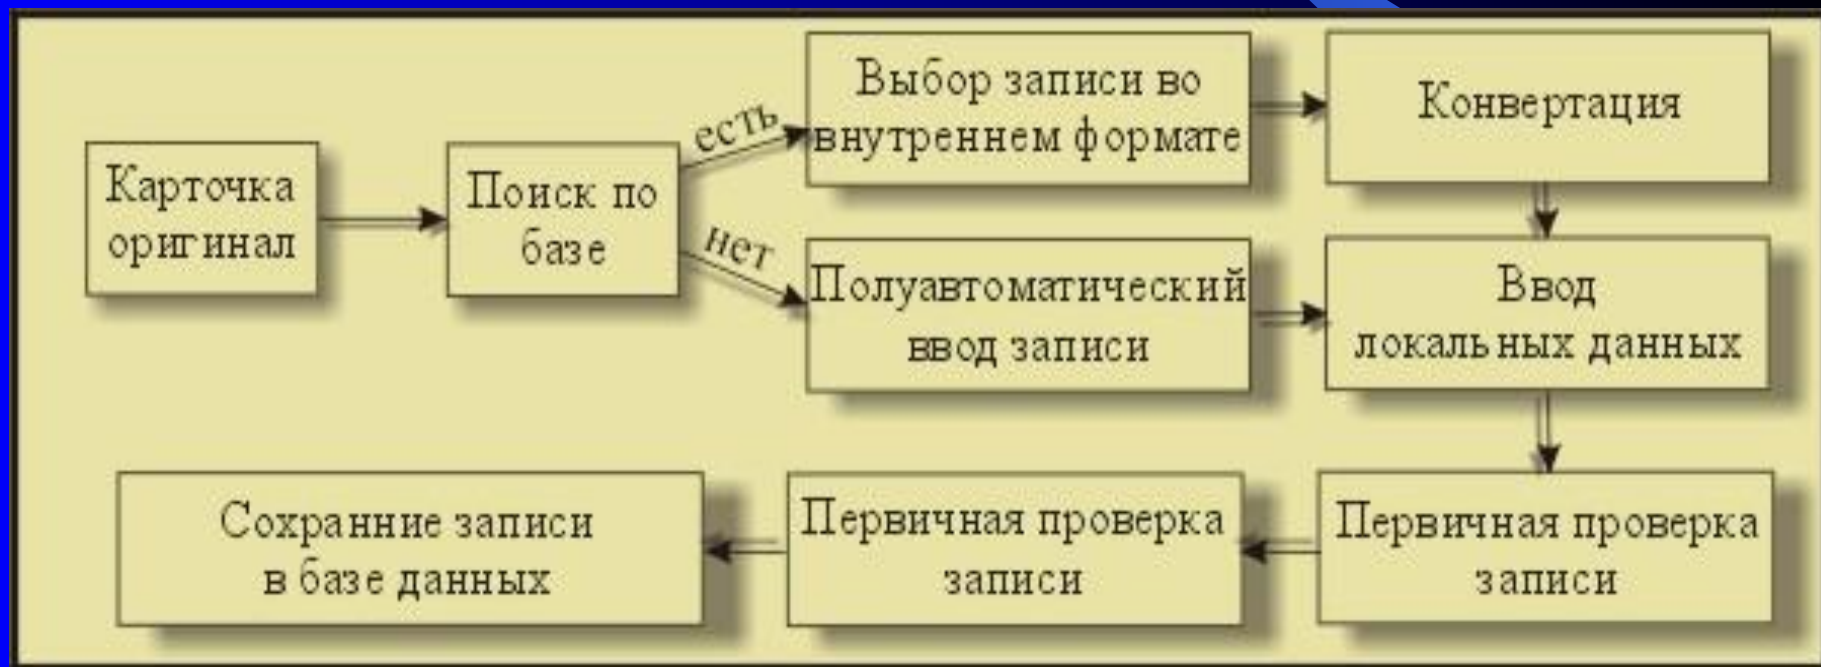 Карточка
оригинал
Поиск по
базе
есть
нет
Выбор записи во
внутреннем формате
Конвертация
Полуавтоматический
ввод записи
Ввод
локальных данных
Первичная проверка
записи
Первичная проверка
записи
Сохранние записи
в базе данных